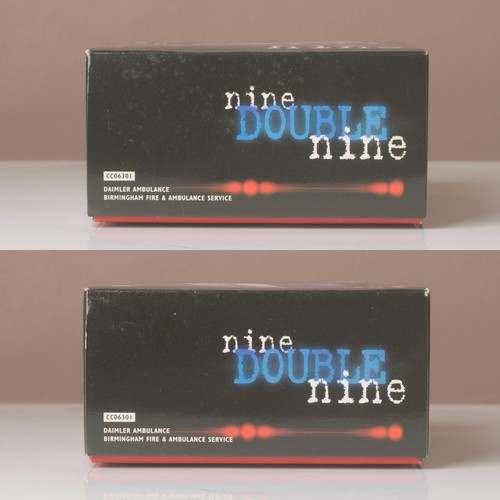 nine
DOUBLE
nine
CC06301
DAIMLER AMBULANCE
BIRMINGHAM FIRE & AMBULANCE SERVICE
nine
DOUBLE
nine
CC06301
DAIMLER AMBULANCE
BIRMINGHAM FIRE & AMBULANCE SERVICE